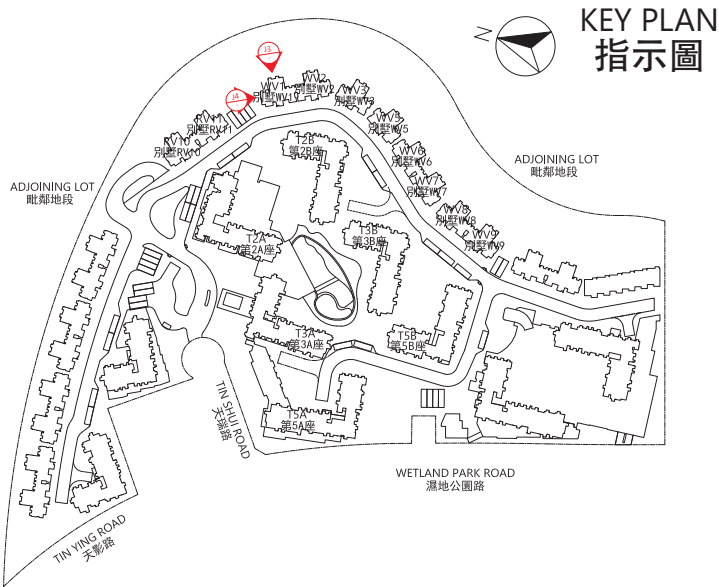 KEY PLAN
指示圖
N
J3
J4
WV1
別墅WV1
WV2
別墅WV2
WV3
別墅WV3
WV5
別墅WV5
WV6
別墅WV6
WV7
別墅WV7
WV8
別墅WV8
WV9
別墅WV9
RV11
別墅RV11
RV10
別墅RV10
T2B
第2B座
ADJOINING LOT
毗鄰地段
ADJOINING LOT
毗鄰地段
T2A
第2A座
T3B
第3B座
T3A
第3A座
T5B
第5B座
T5A
第5A座
TIN SHUI ROAD
天瑞路
WETLAND PARK ROAD
濕地公園路
TIN YING ROAD
天影路